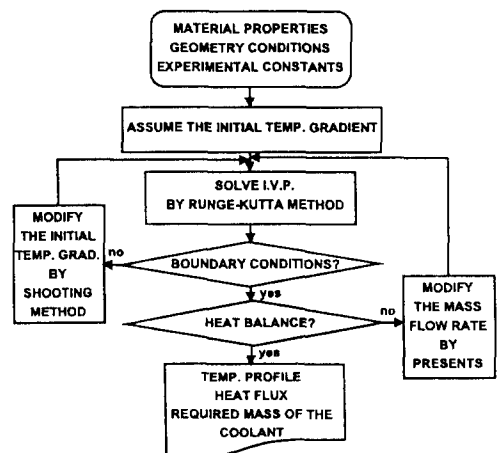 MATERIAL PROPERTIES
GEOMETRY CONDITIONS
EXPERIMENTAL CONSTANTS
ASSUME THE INITIAL TEMP. GRADIENT
SOLVE I.V.P.
BY RUNGE-KUTTA METHOD
MODIFY
THE INITIAL
TEMP. GRAD.
BY
SHOOTING
METHOD
no
BOUNDARY CONDITIONS?
yes
HEAT BALANCE?
no
MODIFY
THE MASS
FLOW RATE
BY
PRESENTS
yes
TEMP. PROFILE
HEAT FLUX
REQUIRED MASS OF THE
COOLANT